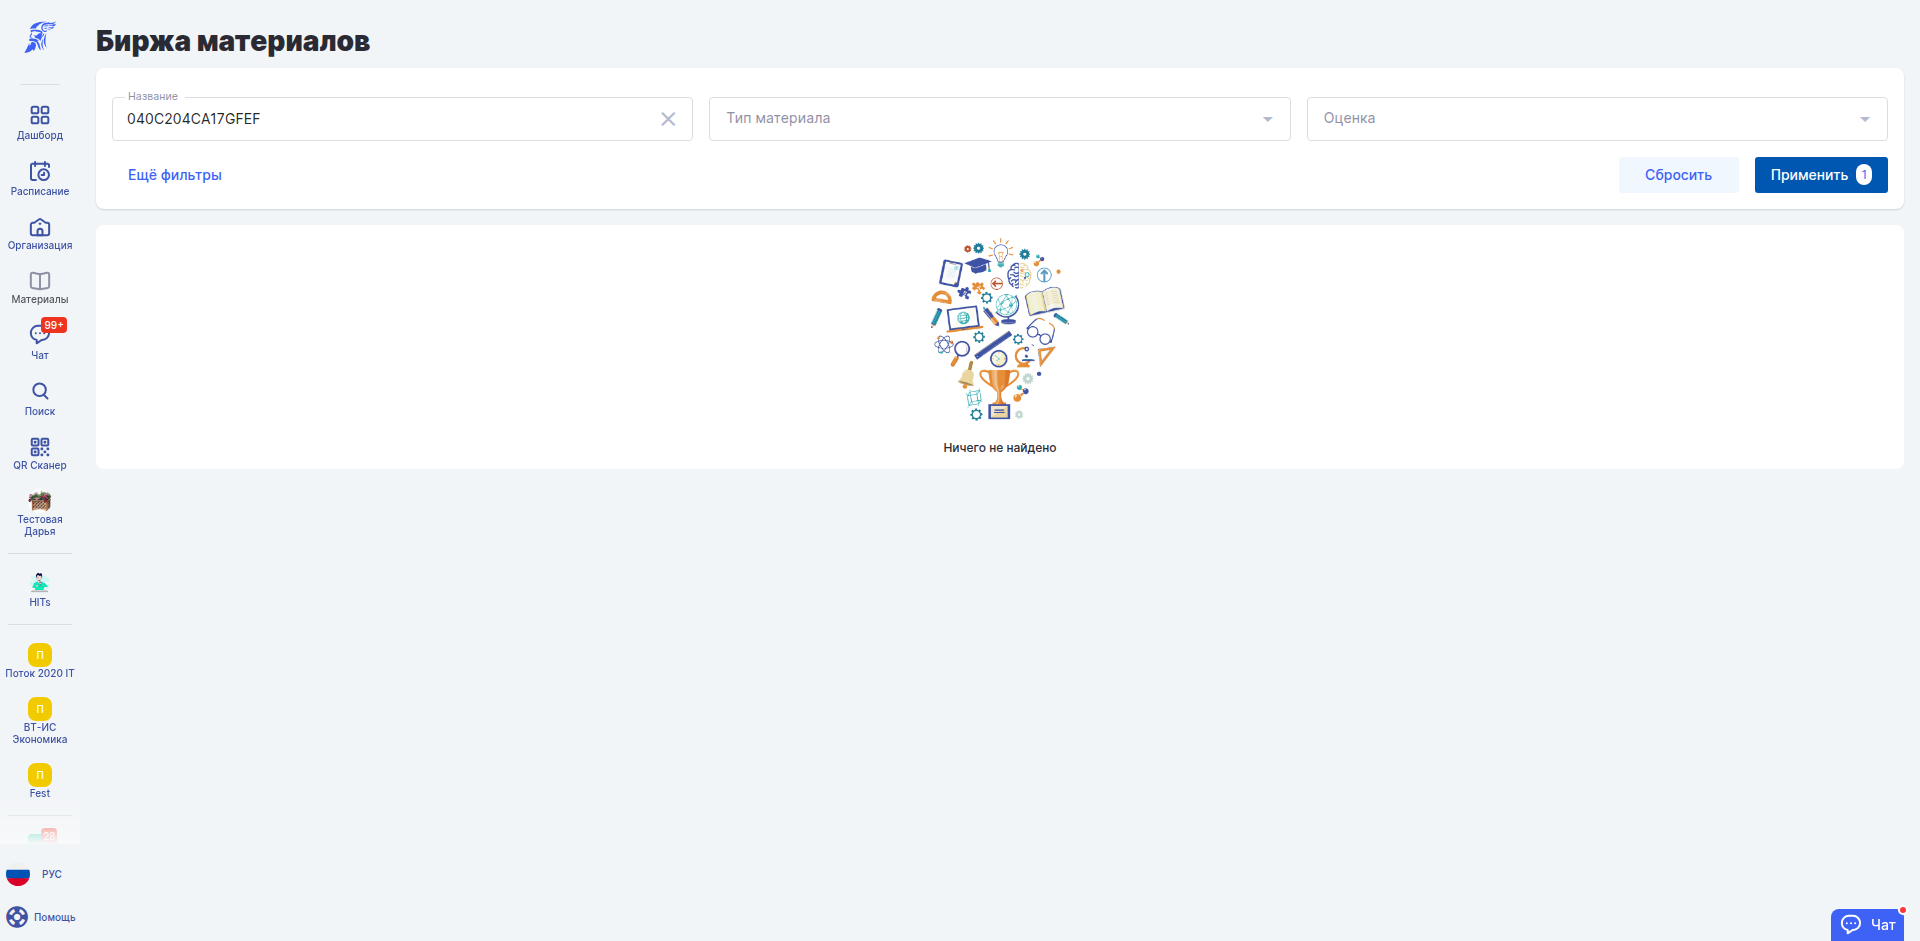 Биржа материалов
Название
040C204CA17GFEF
Тип материала
Оценка
Ещё фильтры
Сбросить
Применить 1
Ничего не найдено
Дашборд
Расписание
Организация
Материалы
99+
Чат
Поиск
QR Сканер
Тестовая
Дарья
HITs
П
Поток 2020 IT
П
ВТ-ИС
Экономика
П
Fest
28
РУС
Помощь
Чат